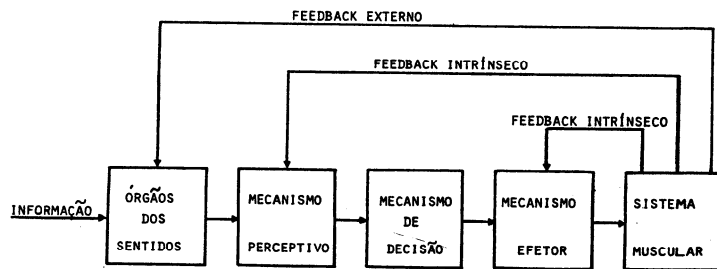 FEEDBACK EXTERNO
FEEDBACK INTRÍNSECO
FEEDBACK INTRÍNSECO
INFORMAÇÃO
ÓRGÃOS
DOS
SENTIDOS
MECANISMO
PERCEPTIVO
MECANISMO
DE
DECISÃO
MECANISMO
EFETOR
SISTEMA
MUSCULAR